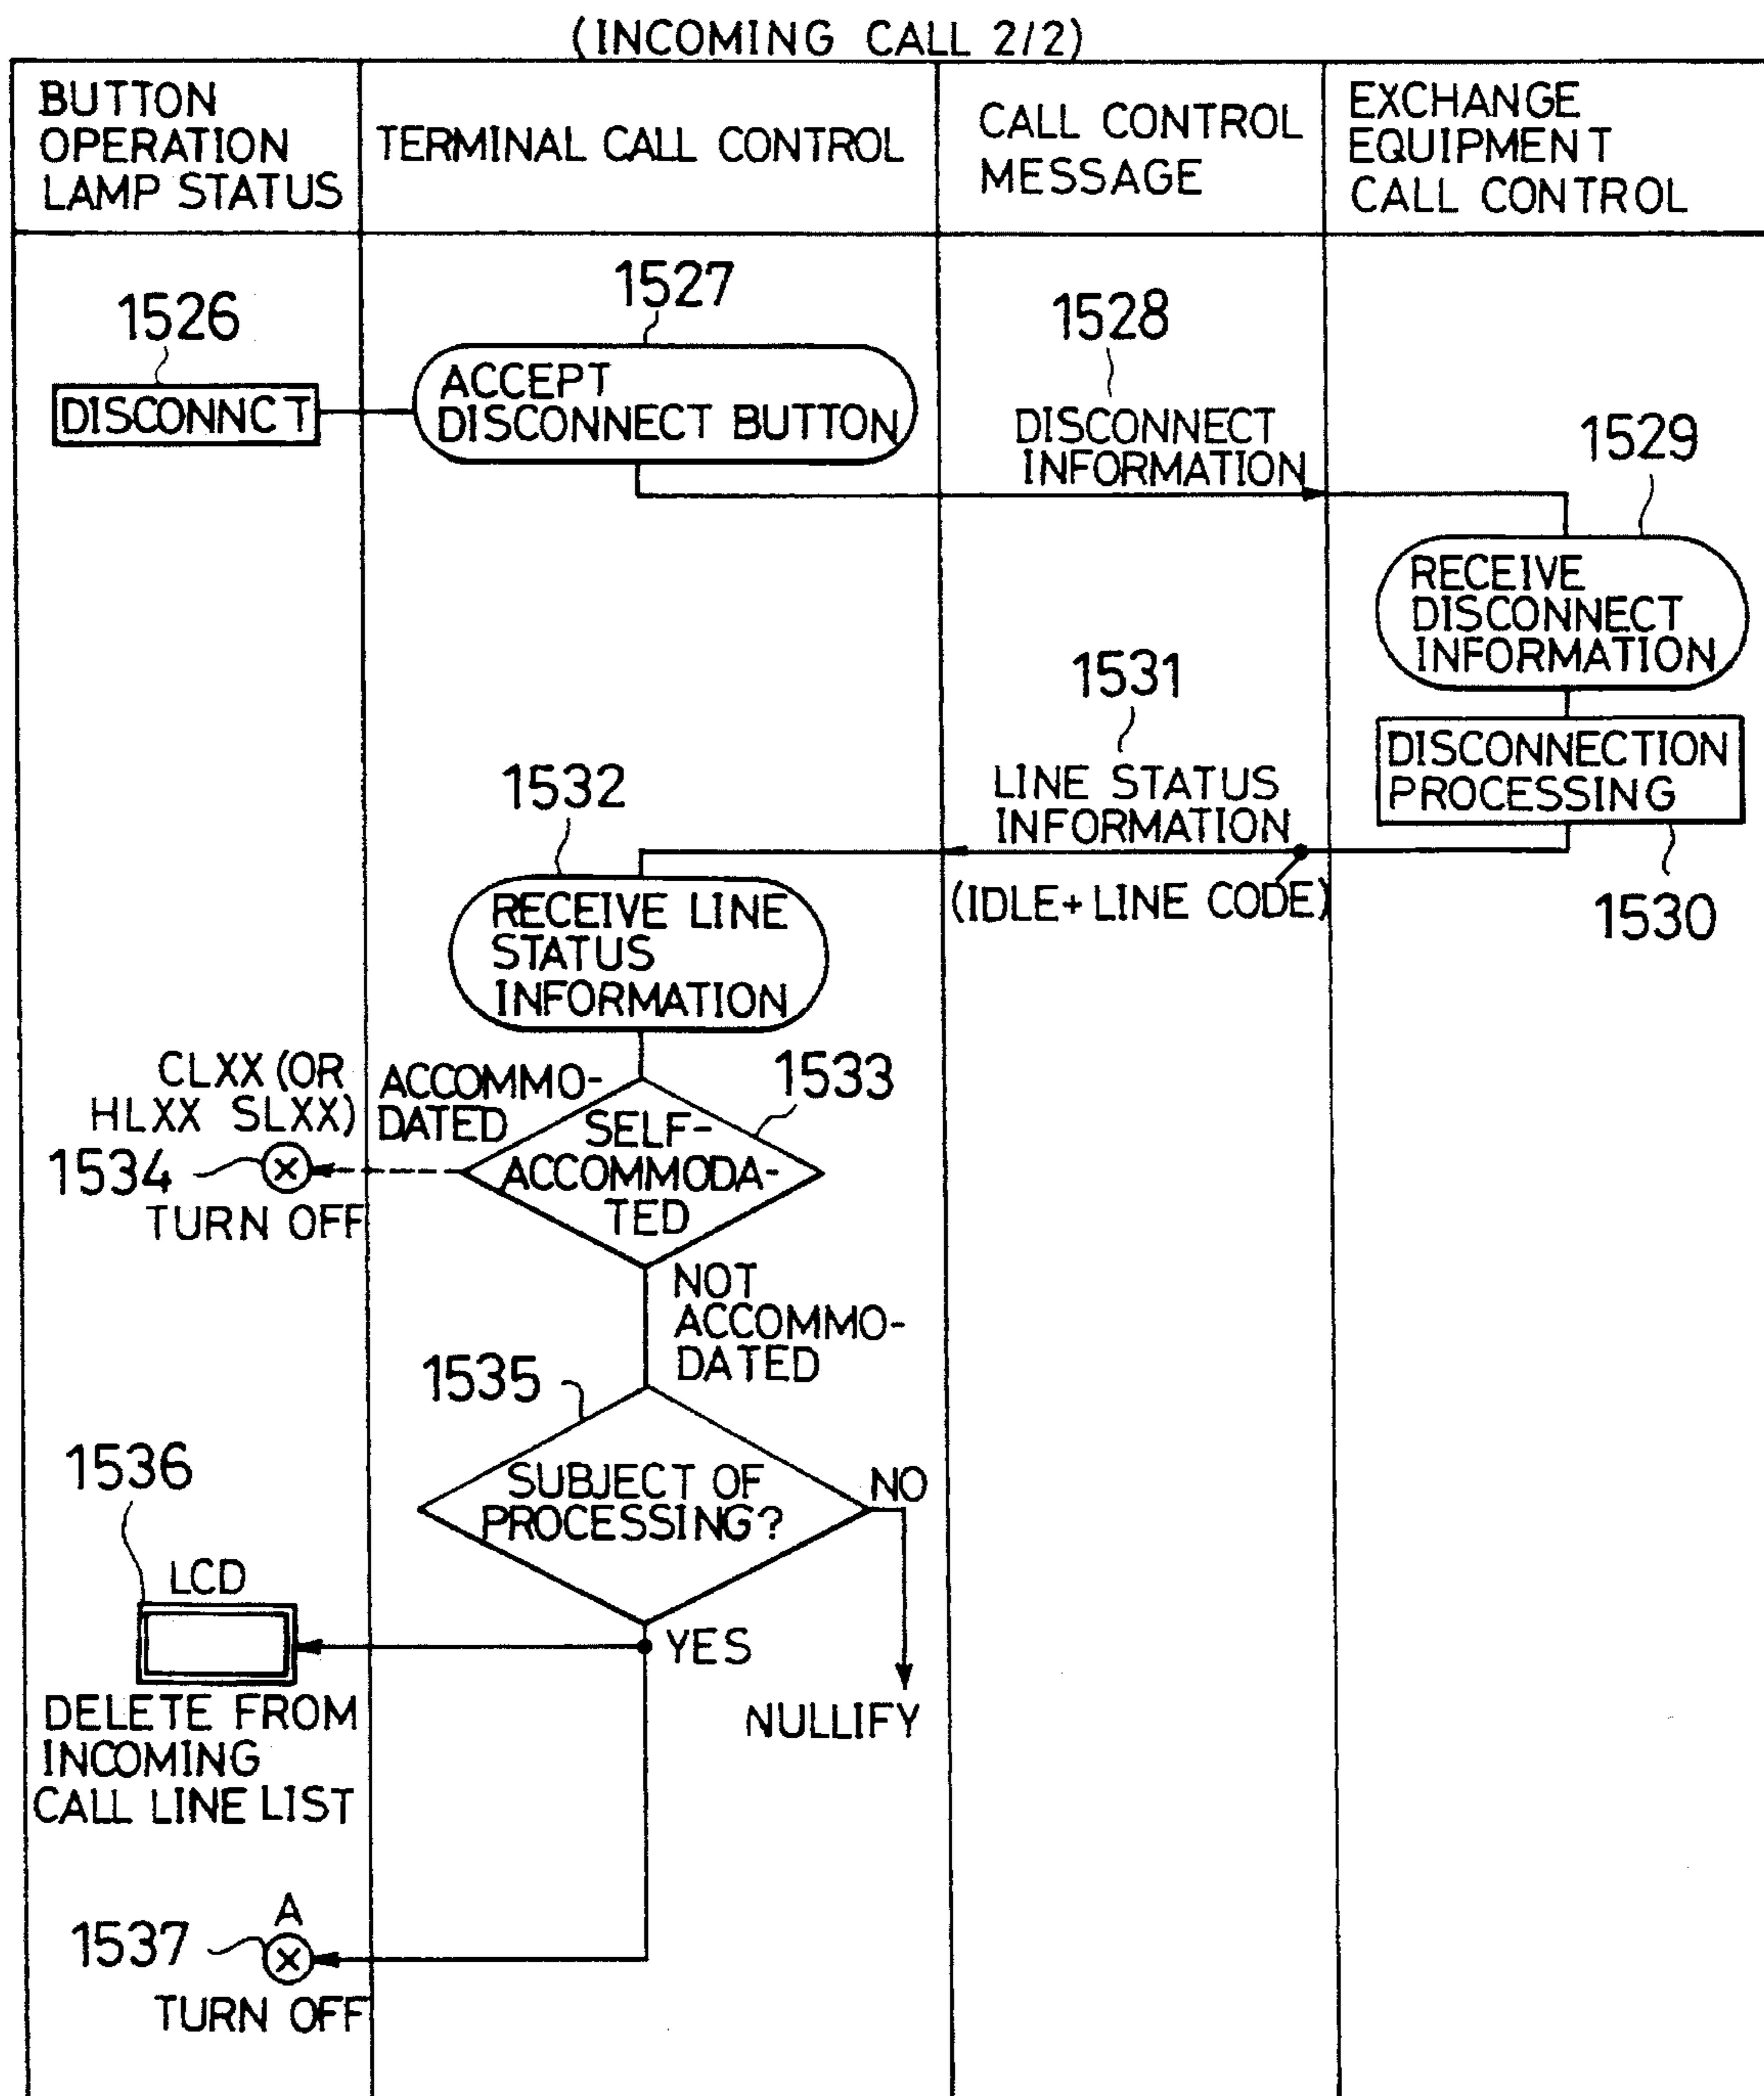 (INCOMING CALL 2/2)
BUTTON
OPERATION
LAMP STATUS
TERMINAL CALL CONTROL
CALL CONTROL
MESSAGE
EXCHANGE
EQUIPMENT
CALL CONTROL
1526
DISCONNCT
1527
ACCEPT
DISCONNECT BUTTON
1528
DISCONNECT
INFORMATION
1529
RECEIVE
DISCONNECT
INFORMATION
DISCONNECTION
PROCESSING
1530
1531
LINE STATUS
INFORMATION
(IDLE+LINE CODE)
1532
RECEIVE LINE
STATUS
INFORMATION
1533
SELF-
ACCOMMODA-
TED
ACCOMMO-
DATED
CLXX (OR
HLXX SLXX)
1534
TURN OFF
NOT
ACCOMMO-
DATED
1535
SUBJECT OF
PROCESSING?
NO
NULLIFY
YES
1536
LCD
DELETE FROM
INCOMING
CALL LINE LIST
A
1537
TURN OFF